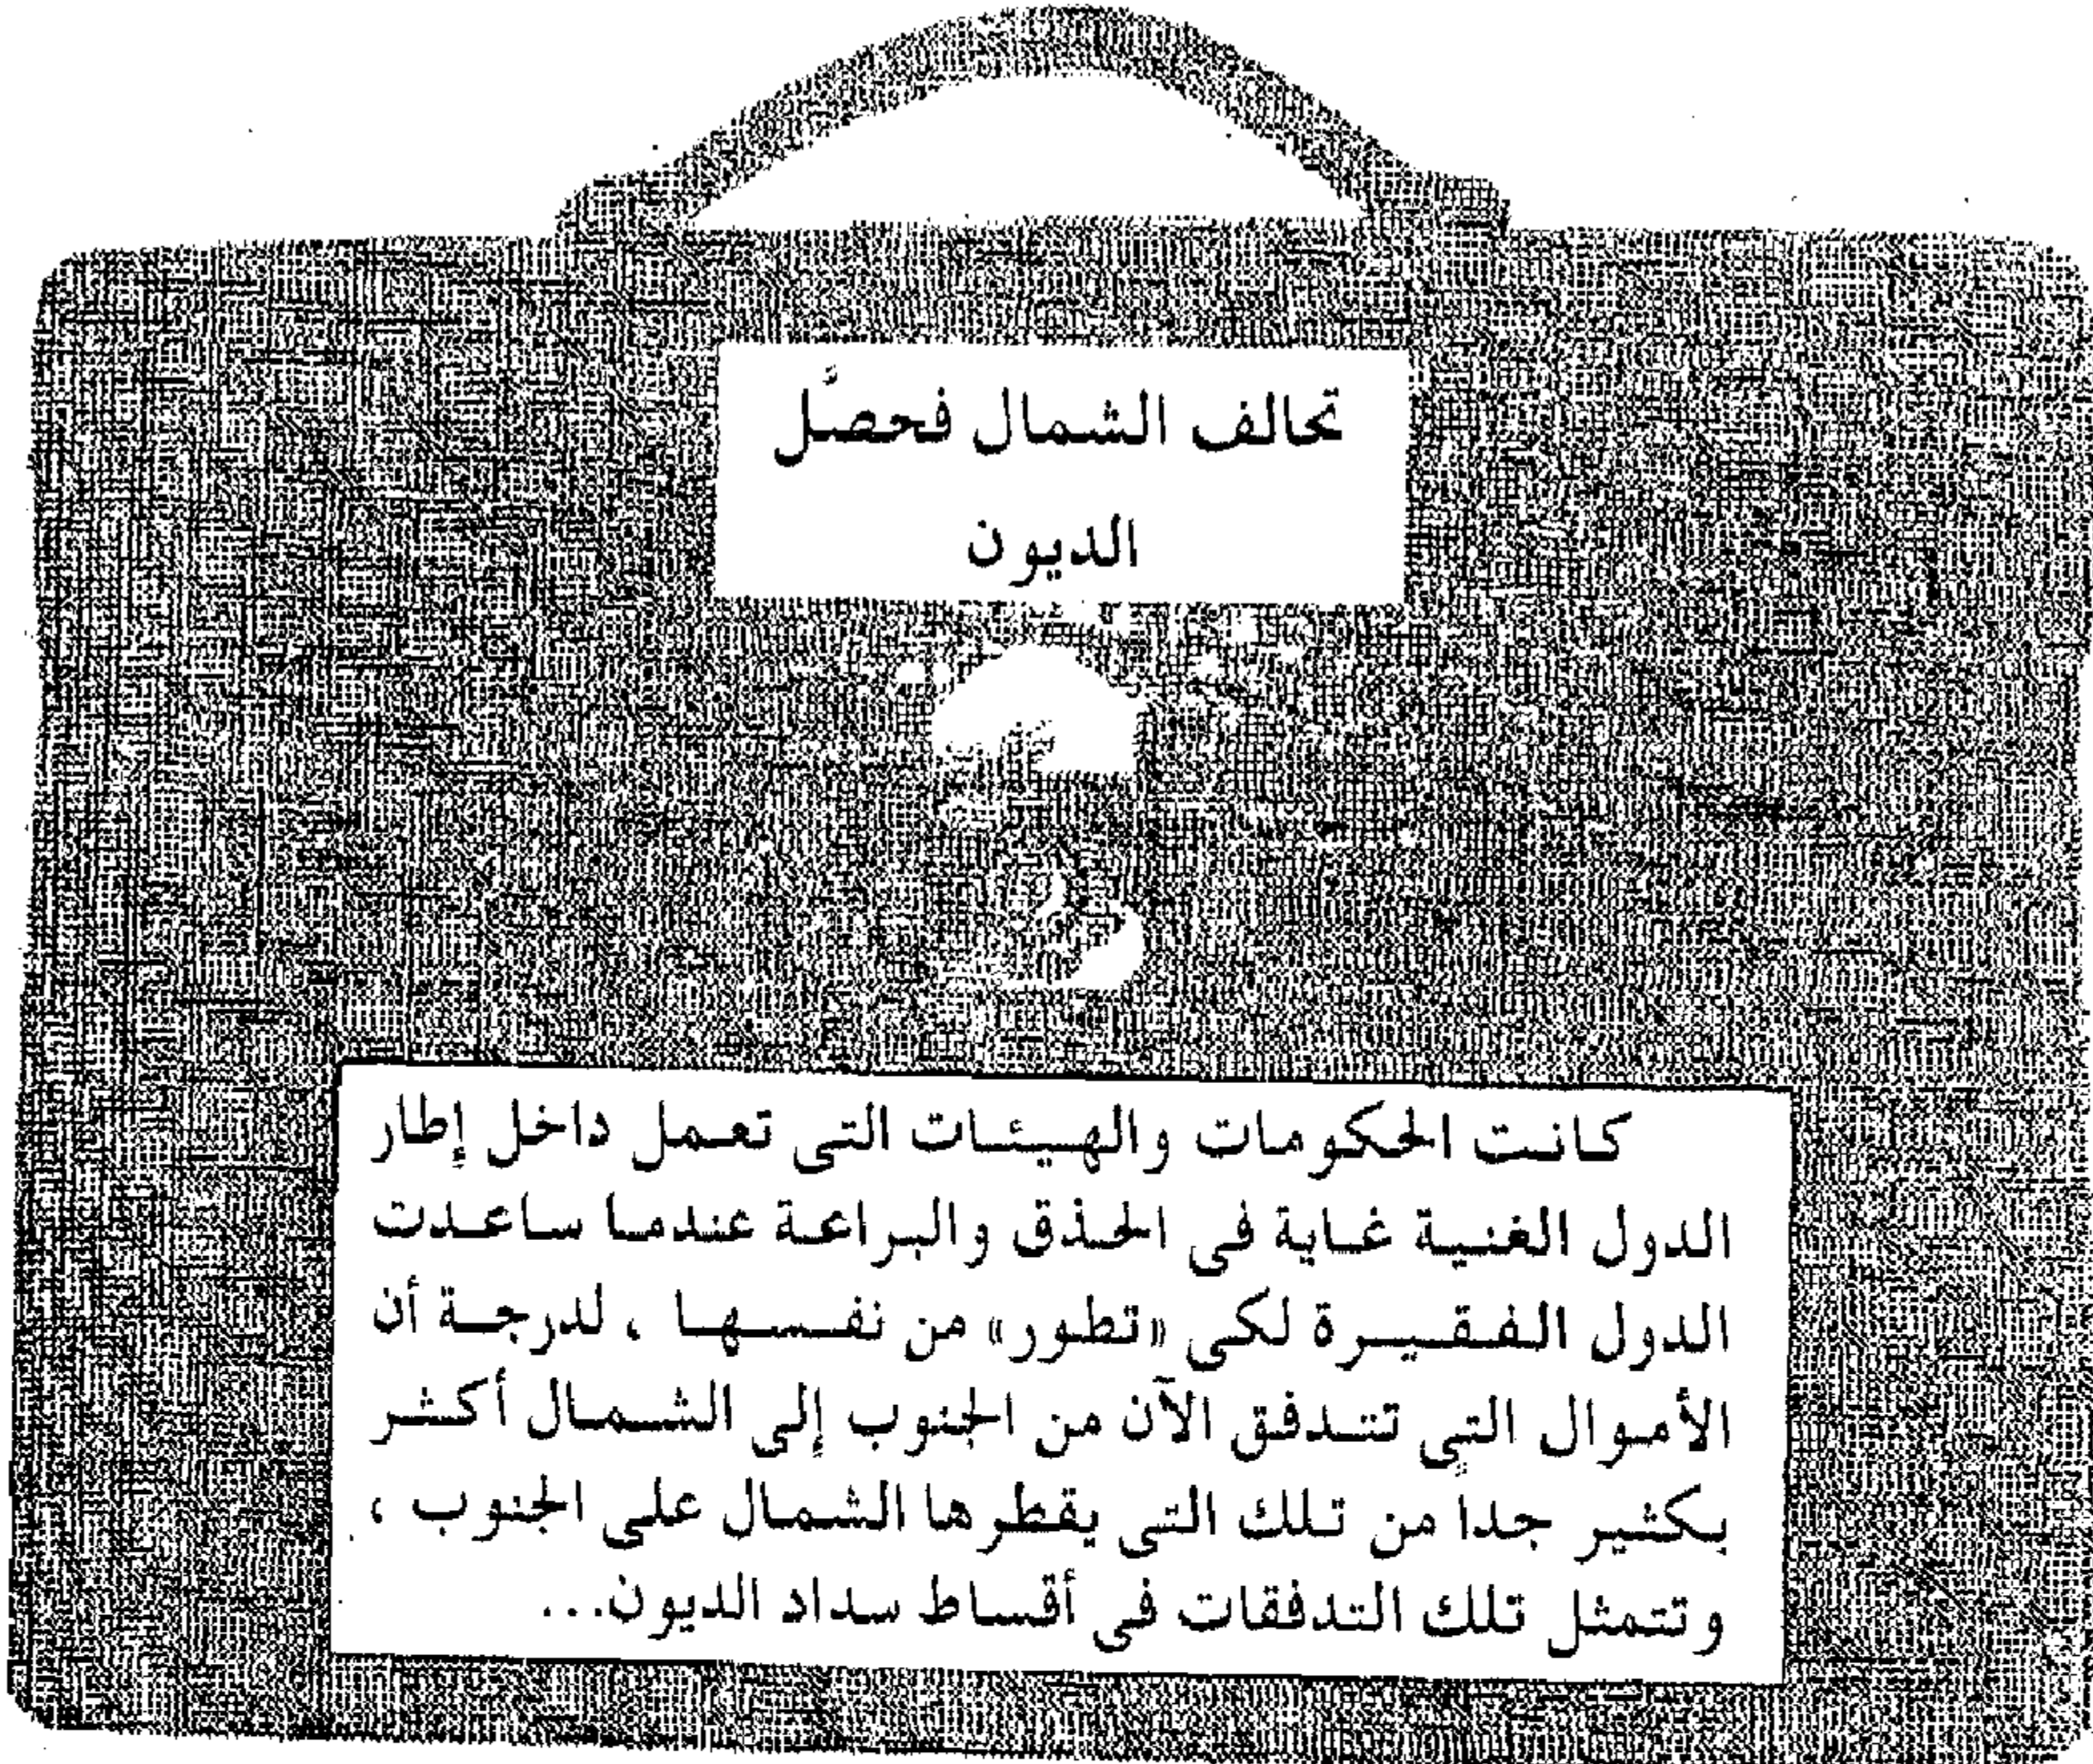 تحالف الشمال فحصَّل
الديون
كانت الحكومات والهيئات التى تعمل داخل إطار
الدول الغنية غاية فى الحذق والبراعة عندما ساعدت
الدول الفقيرة لكى «تطور» من نفسها ، لدرجة أن
الأموال التى تتدفق الآن من الجنوب إلى الشمال أكثر
بكثير جدا من تلك التى يقطرها الشمال على الجنوب ،
وتتمثل تلك التدفقات فى أقساط سداد الديون...